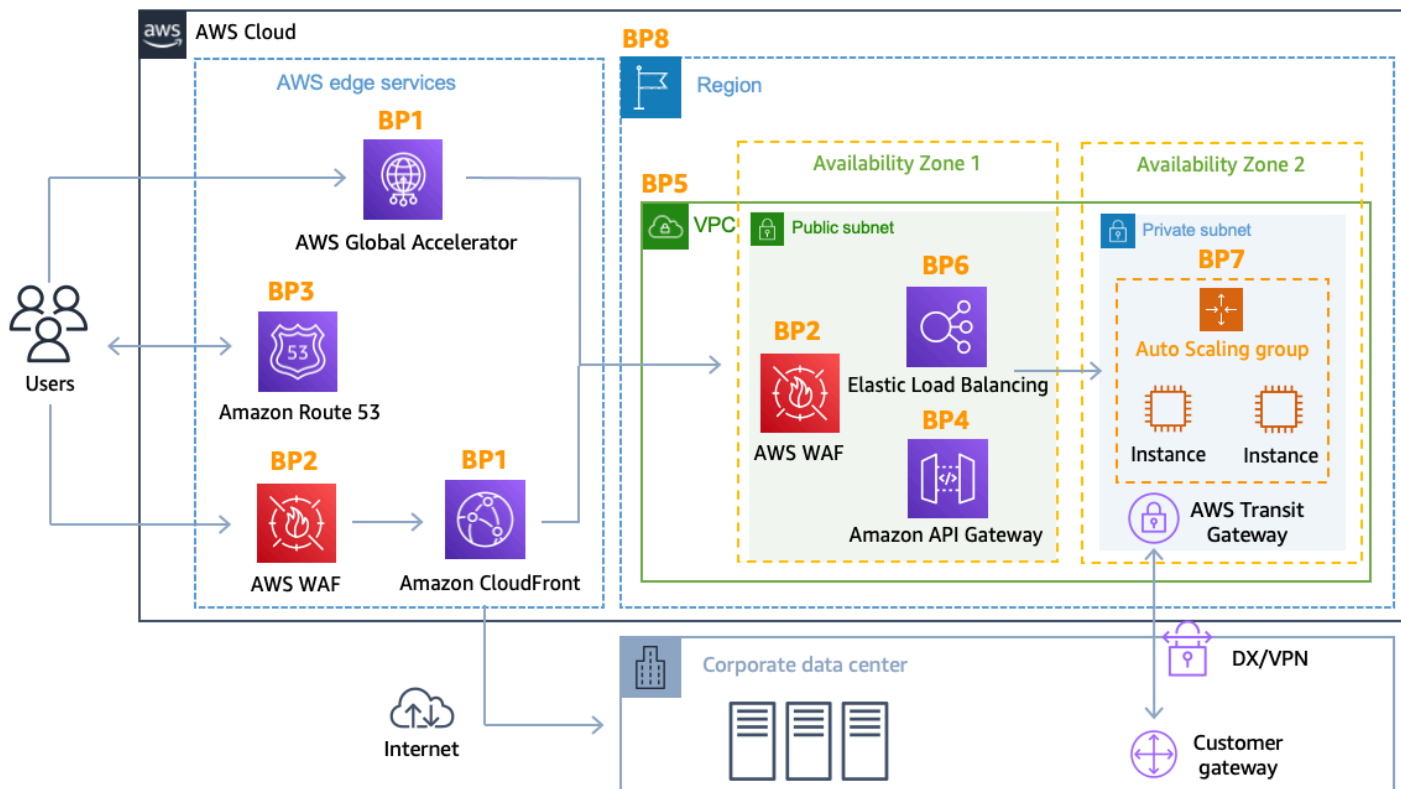 aws
AWS Cloud
AWS edge services
BP1
AWS Global Accelerator
BP3
53
Amazon Route 53
Users
BP2
AWS WAF
BP1
Amazon CloudFront
BP8
Region
BP5
VPC
Availability Zone 1
Public subnet
BP6
Elastic Load Balancing
BP2
AWS WAF
BP4
</>
Amazon API Gateway
Availability Zone 2
Private subnet
BP7
Auto Scaling group
Instance
Instance
AWS Transit
Gateway
Internet
Corporate data center
DX/VPN
Customer
gateway